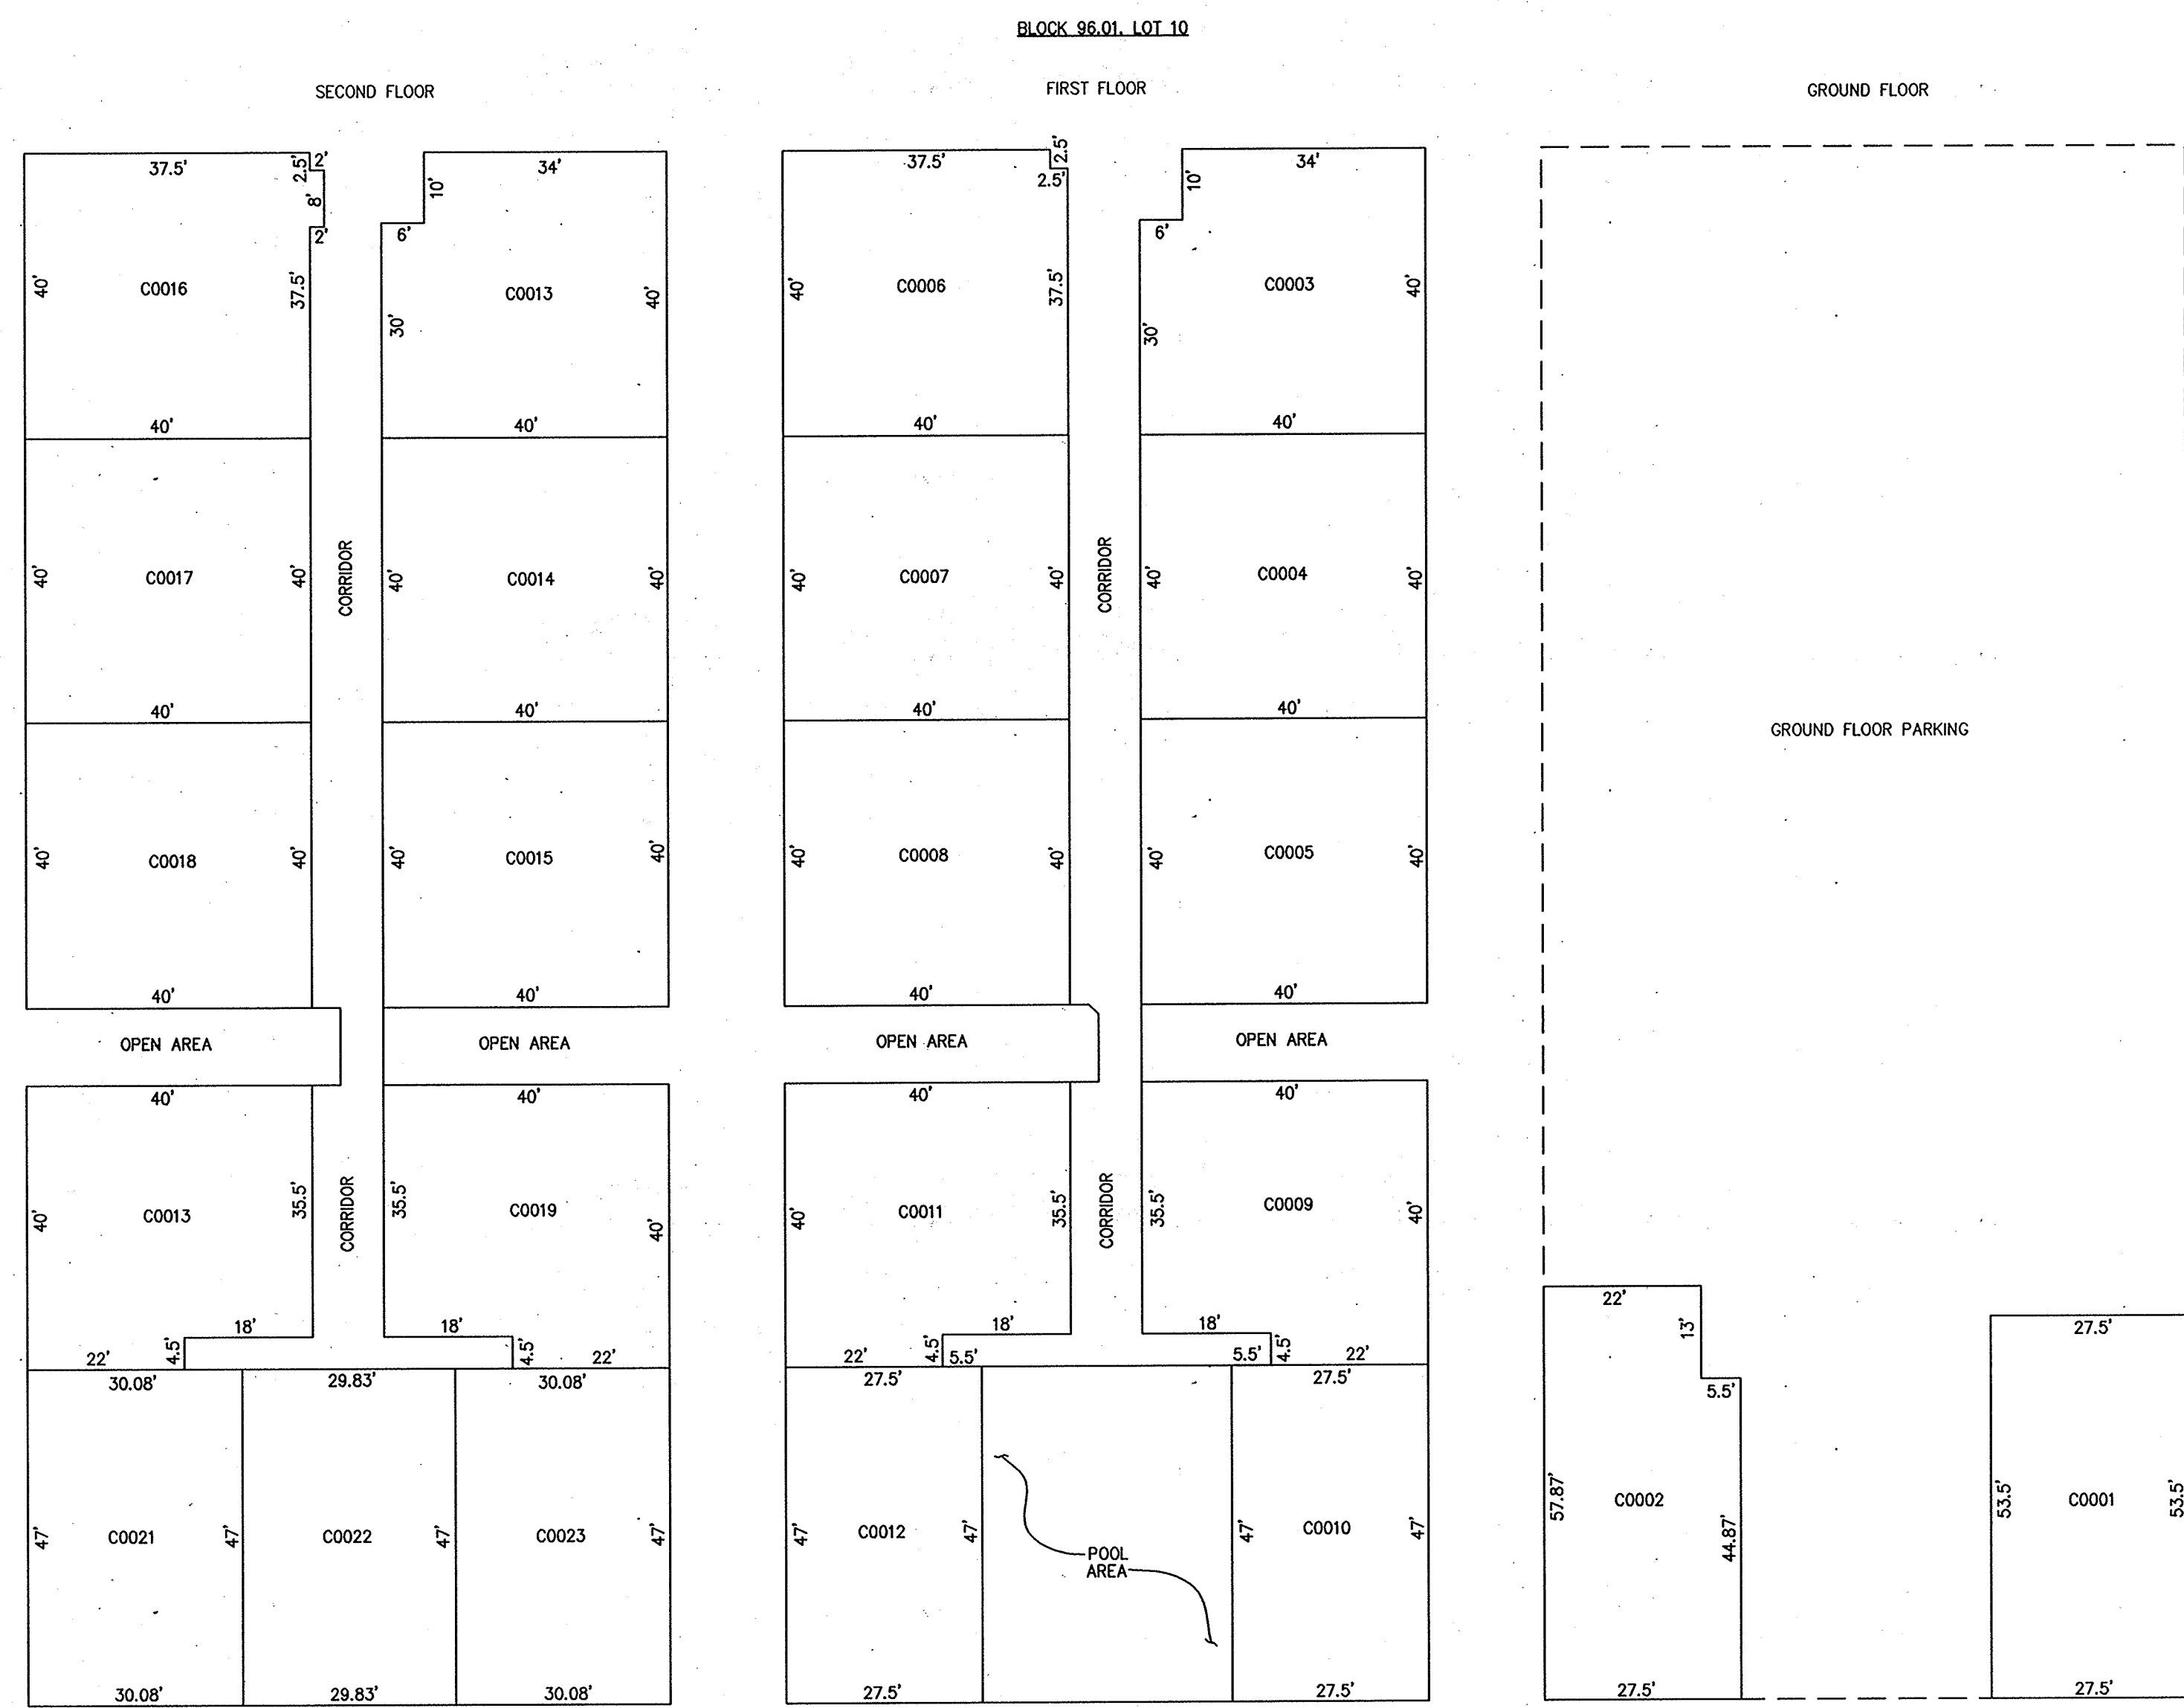 BLOCK 96.01. LOT 10
SECOND FLOOR
37.5'
2.5'
2'
8'
2'
37.5'
40'
C0016
40'
34'
10'
6'
30'
C0013
40'
40'
40'
C0017
40'
40'
CORRIDOR
40'
C0014
40'
40'
40'
C0018
40'
40'
40'
C0015
40'
40'
OPEN AREA
OPEN AREA
40'
40'
C0013
35.5'
18'
4.5'
22'
CORRIDOR
40'
35.5'
C0019
40'
18'
4.5'
22'
30.08'
47'
C0021
47'
30.08'
29.83'
C0022
47'
29.83'
30.08'
C0023
47'
30.08'
FIRST FLOOR
37.5'
2.5'
2.5'
37.5'
40'
C0006
40'
34'
10'
6'
30'
C0003
40'
40'
40'
C0007
40'
40'
CORRIDOR
40'
C0004
40'
40'
40'
C0008
40'
40'
40'
C0005
40'
40'
OPEN AREA
OPEN AREA
40'
40'
C0011
35.5'
18'
4.5'
22'
5.5'
CORRIDOR
40'
35.5'
C0009
40'
18'
4.5'
5.5'
22'
27.5'
47'
C0012
47'
27.5'
POOL
AREA
27.5'
47'
C0010
47'
27.5'
GROUND FLOOR
GROUND FLOOR PARKING
22'
13'
5.5'
57.87'
C0002
44.87'
27.5'
27.5'
53.5'
C0001
53.5'
27.5'